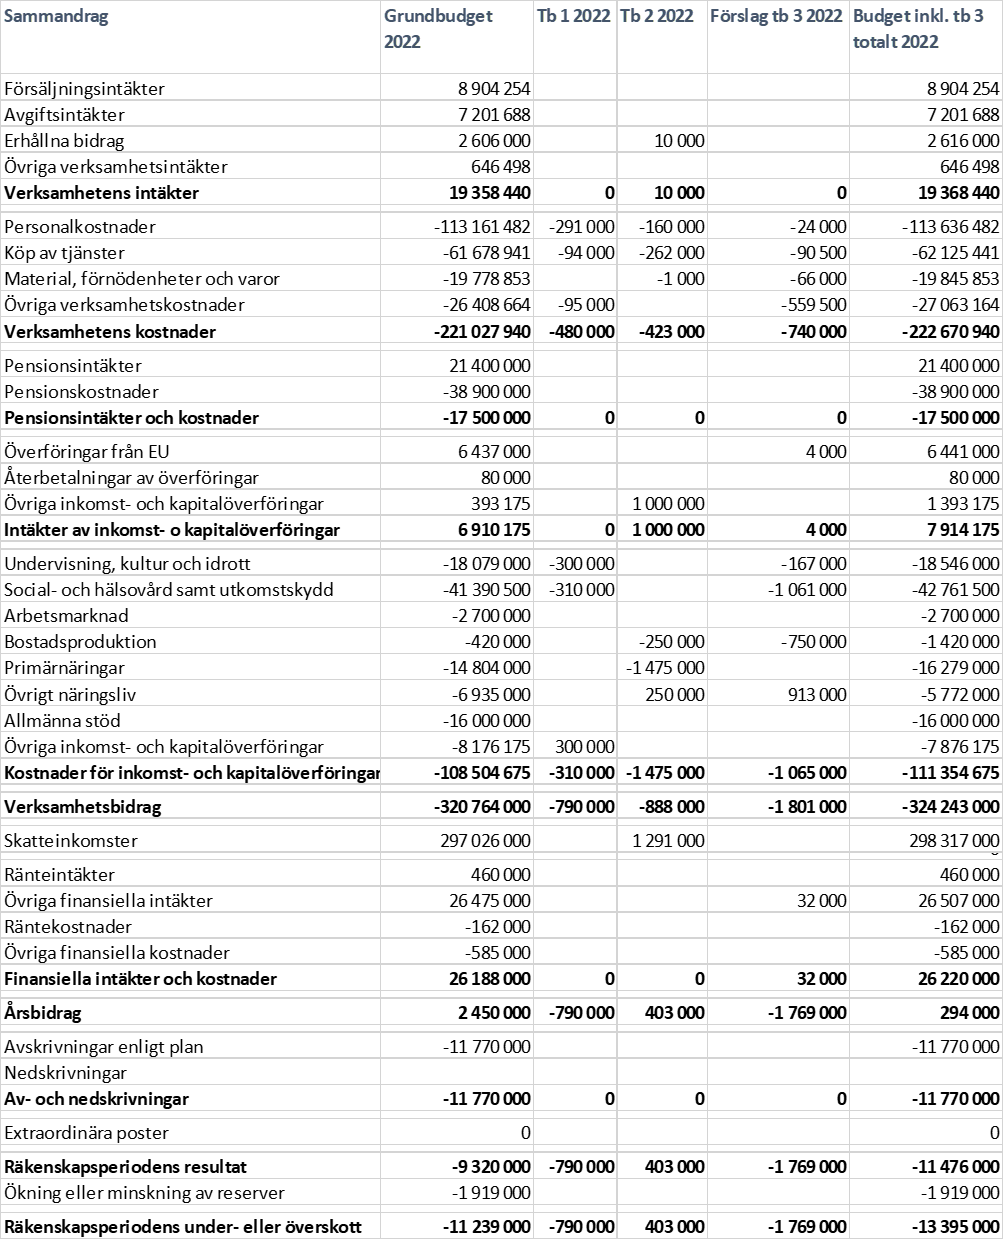 Sammandrag Grundbudget 2022 Tb 1 2022 Tb 2 2022 Förslag tb 3 2022 Budget inkl. tb 3 totalt 2022
Försäljningsintäkter 8 904 254 8 904 254
Avgiftsintäkter 7 201 688 7 201 688
Erhållna bidrag 2 606 000 10 000 2 616 000
Övriga verksamhetsintäkter 646 498 646 498
Verksamhetens intäkter 19 358 440 0 10 000 0 19 368 440
Personalkostnader -113 161 482 -291 000 -160 000 -24 000 -113 636 482
Köp av tjänster -61 678 941 -94 000 -262 000 -90 500 -62 125 441
Material, förnödenheter och varor -19 778 853 -1 000 -66 000 -19 845 853
Övriga verksamhetskostnader -26 408 664 -95 000 -559 500 -27 063 164
Verksamhetens kostnader -221 027 940 -480 000 -423 000 -740 000 -222 670 940
Pensionsintäkter 21 400 000 21 400 000
Pensionskostnader -38 900 000 -38 900 000
Pensionsintäkter och kostnader -17 500 000 0 0 0 -17 500 000
Överföringar från EU 6 437 000 4 000 6 441 000
Återbetalningar av överföringar 80 000 80 000
Övriga inkomst- och kapitalöverföringar 393 175 1 000 000 1 393 175
Intäkter av inkomst- o kapitalöverföringar 6 910 175 0 1 000 000 4 000 7 914 175
Undervisning, kultur och idrott -18 079 000 -300 000 -167 000 -18 546 000
Social- och hälsovård samt utkomstskydd -41 390 500 -310 000 -1 061 000 -42 761 500
Arbetsmarknad -2 700 000 -2 700 000
Bostadsproduktion -420 000 -250 000 -750 000 -1 420 000
Primärnäringar -14 804 000 -1 475 000 -16 279 000
Övrigt näringsliv -6 935 000 250 000 913 000 -5 772 000
Allmänna stöd -16 000 000 -16 000 000
Övriga inkomst- och kapitalöverföringar -8 176 175 300 000 -7 876 175
Kostnader för inkomst- och kapitalöverföringar -108 504 675 -310 000 -1 475 000 -1 065 000 -111 354 675
Verksamhetsbidrag -320 764 000 -790 000 -888 000 -1 801 000 -324 243 000
Skatteinkomster 297 026 000 1 291 000 298 317 000
Ränteintäkter 460 000 460 000
Övriga finansiella intäkter 26 475 000 32 000 26 507 000
Räntekostnader -162 000 -162 000
Övriga finansiella kostnader -585 000 -585 000
Finansiella intäkter och kostnader 26 188 000 0 0 32 000 26 220 000
Årsbidrag 2 450 000 -790 000 403 000 -1 769 000 294 000
Avskrivningar enligt plan -11 770 000 -11 770 000
Nedskrivningar
Av- och nedskrivningar -11 770 000 0 0 0 -11 770 000
Extraordinära poster 0 0
Räkenskapsperiodens resultat -9 320 000 -790 000 403 000 -1 769 000 -11 476 000
Ökning eller minskning av reserver -1 919 000 -1 919 000
Räkenskapsperiodens under- eller överskott -11 239 000 -790 000 403 000 -1 769 000 -13 395 000